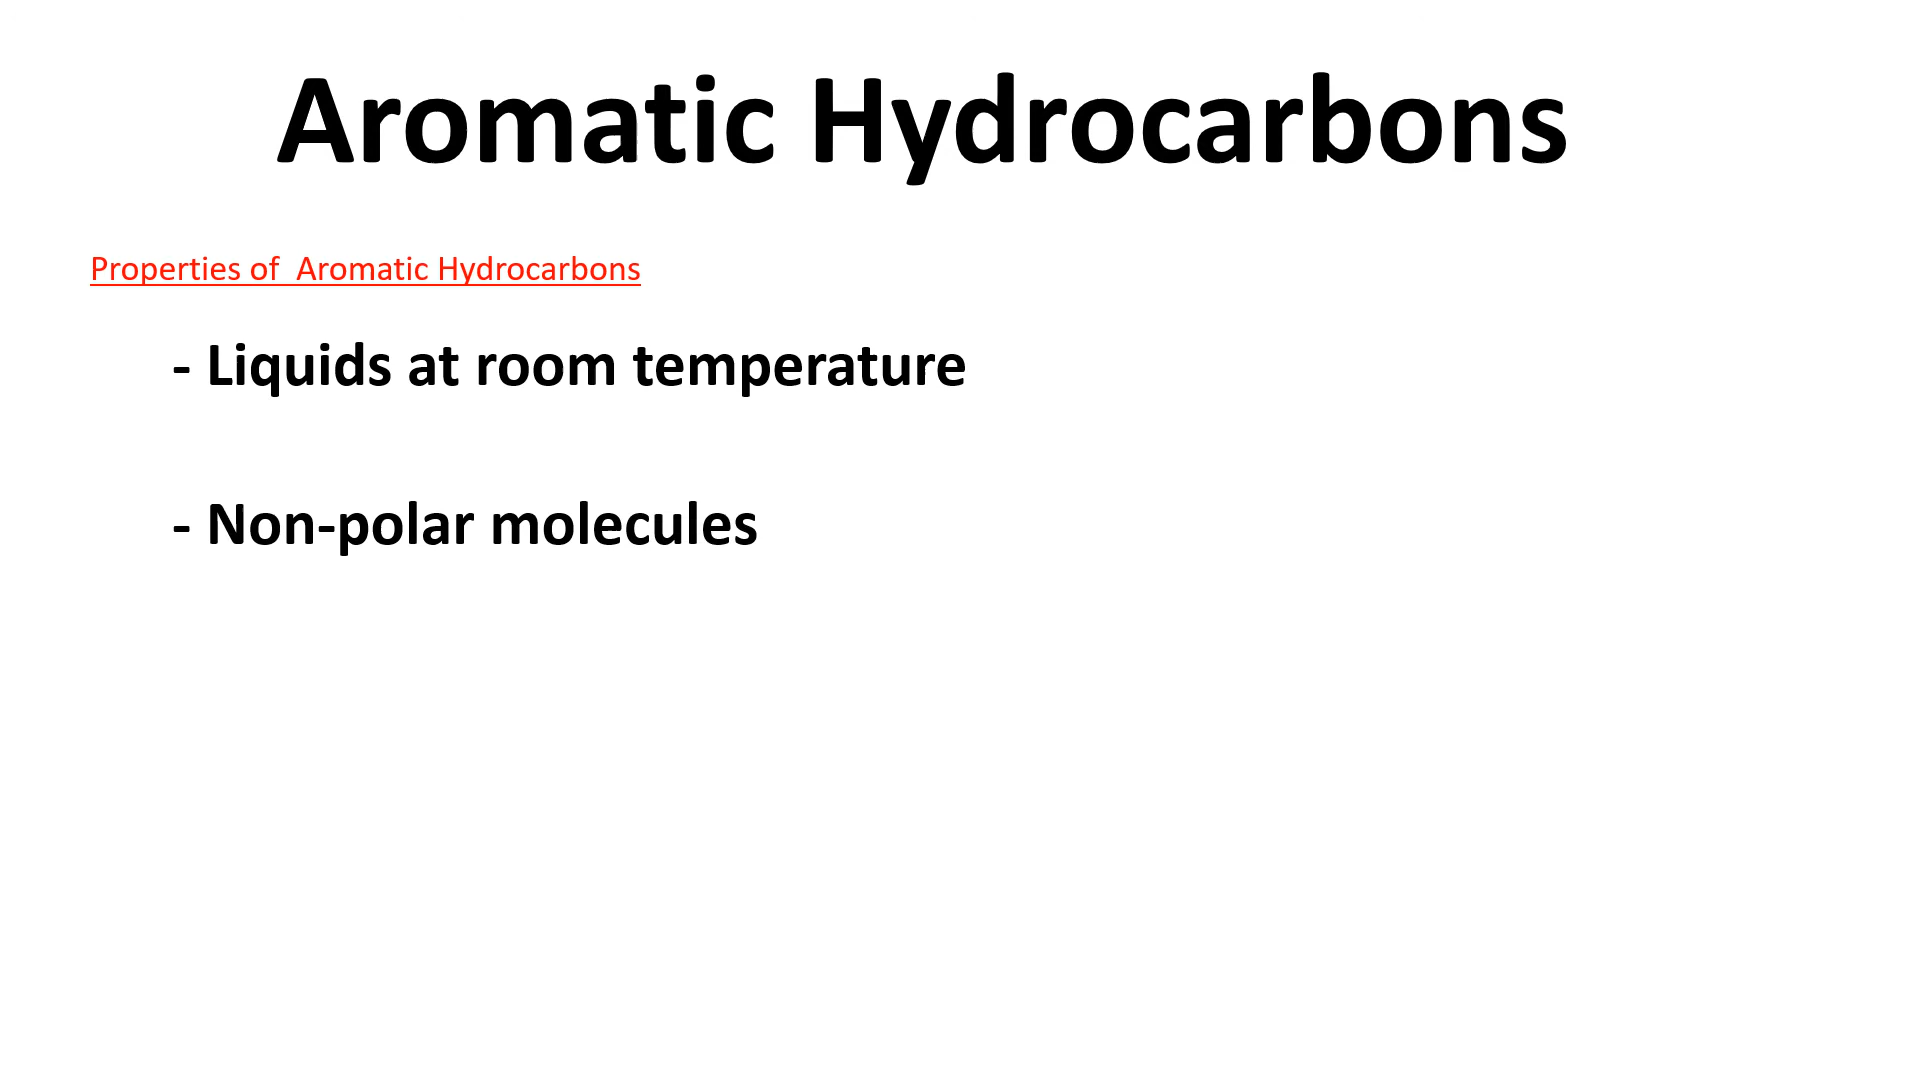 Aromatic Hydrocarbons
Properties of  Aromatic Hydrocarbons
- Liquids at room temperature
- Non-polar molecules